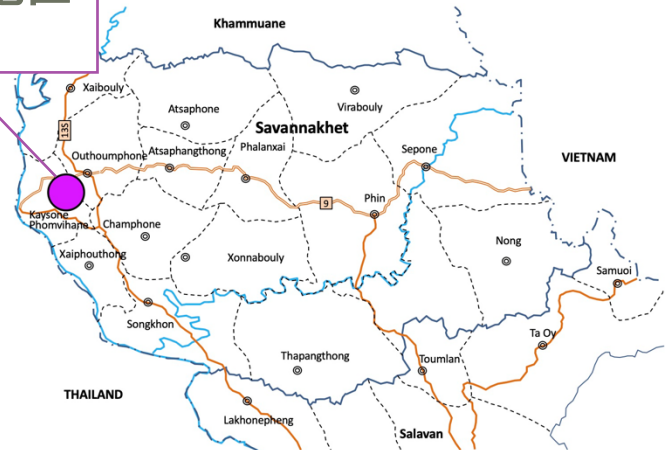 Khammuane
Xaibouly
Atsaphone
Virabouly
13S
Savannakhet
Outhoumphone
Atsaphangthong
Phalanxai
Sepone
VIETNAM
9
Phin
Kaysone
Phomvihane
Champhone
Nong
Xaiphouthong
Xonnabouly
Samuoi
Songkhon
Ta Oy
Thapangthong
Toumlan
THAILAND
Lakhonepheng
Salavan